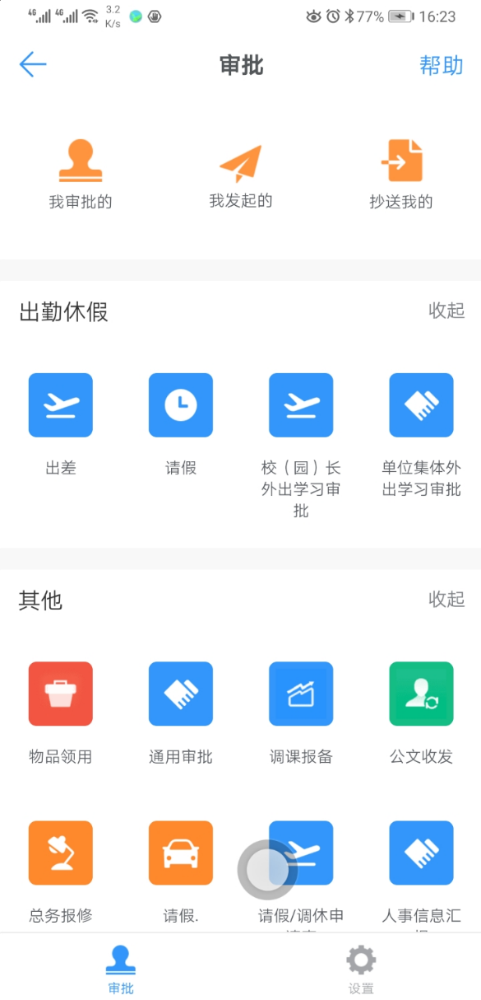 4G 4G 3.2 K/s 77% 16:23
审批 帮助
我审批的 我发起的 抄送我的
出勤休假 收起
出差 请假 校（园）长 单位集体外
外出学习审 出学习审批
批
其他 收起
物品领用 通用审批 调课报备 公文收发
总务报修 请假. 请假/调休申 人事信息汇
审批 设置